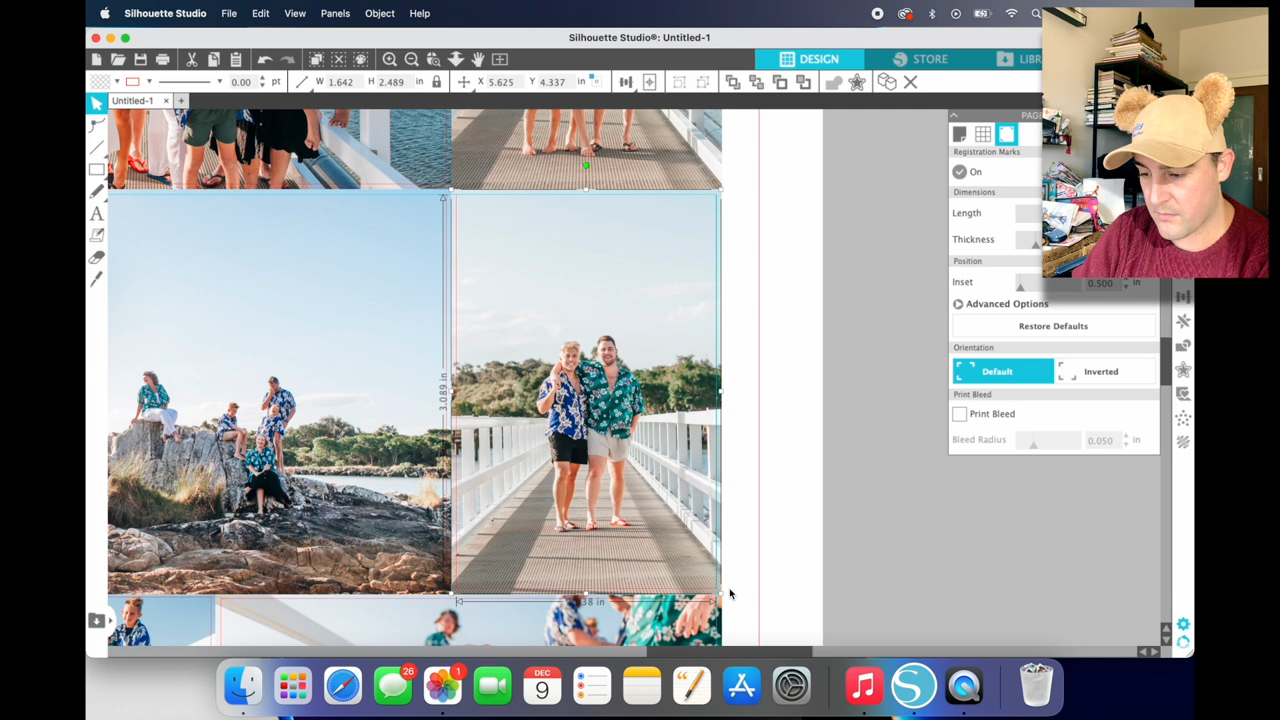 Silhouette Studio File Edit View Panels Object Help
Silhouette Studio®: Untitled-1
DESIGN
STORE
0.00 pt W 1.642 H 2.489 in X 5.625 Y 4.337 in
Untitled-1 × +
Registration Marks
On
Dimensions
Length
Thickness
Position
Inset 0.500 in
Advanced Options
Restore Defaults
Orientation
Default
Inverted
Print Bleed
Print Bleed
Bleed Radius 0.050 in
3.089 in
A
26
1
DEC
9